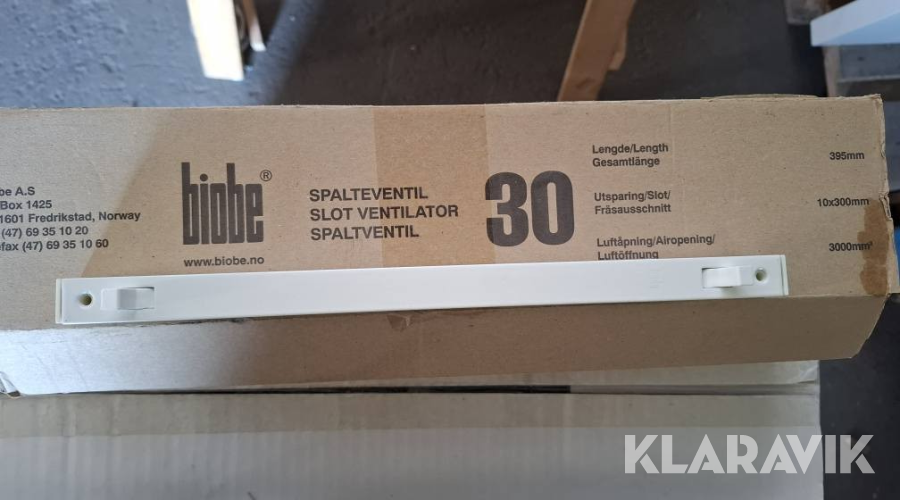 be A.S
Box 1425
1601 Fredrikstad, Norway
(47) 69 35 10 20
efax (47) 69 35 10 60
biobe®
www.biobe.no
SPALTEVENTIL
SLOT VENTILATOR
SPALTVENTIL
30
Lengde/Length
Gesamtlänge
395mm
Utsparing/Slot/
Fräsausschnitt
10x300mm
Luftåpning/Airopening/
Luftöffnung
3000mm²
KLARAVIK